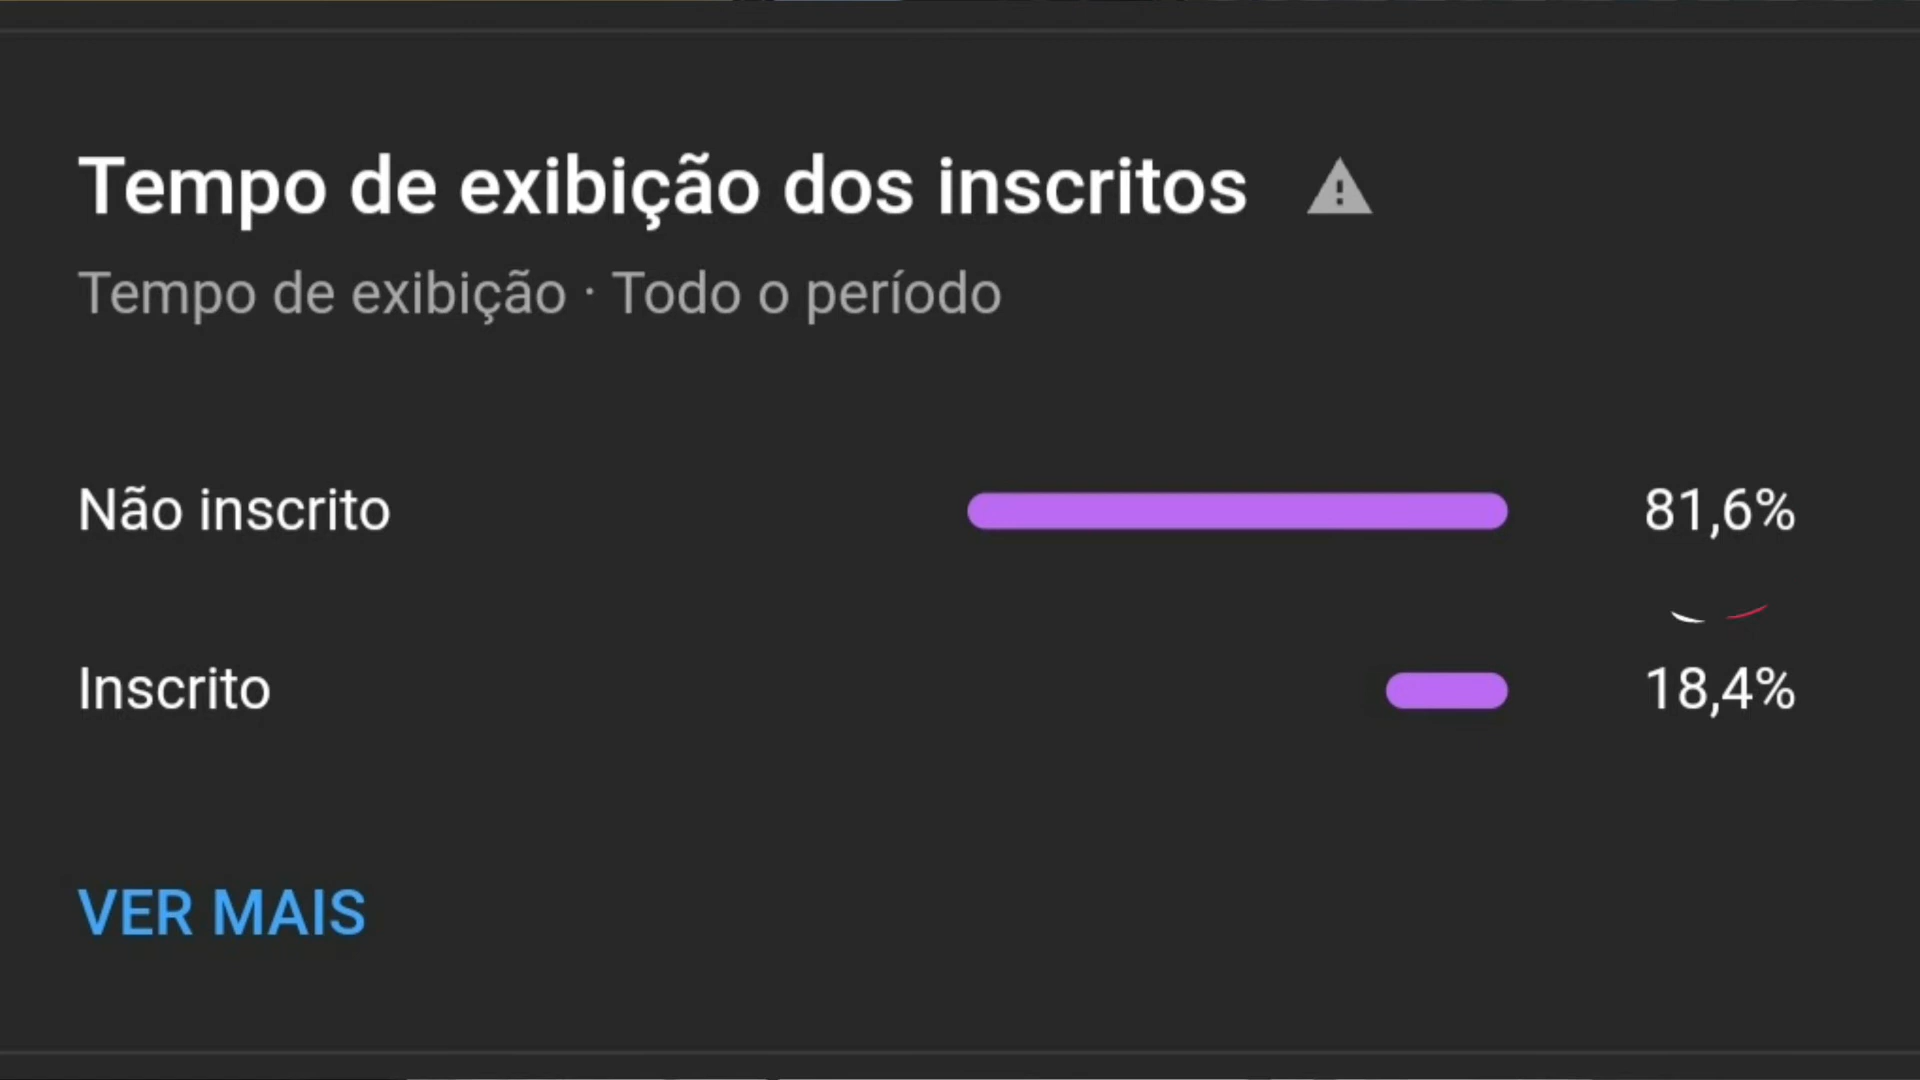 Tempo de exibição dos inscritos
Tempo de exibição · Todo o período
Não inscrito 81,6%
Inscrito 18,4%
VER MAIS